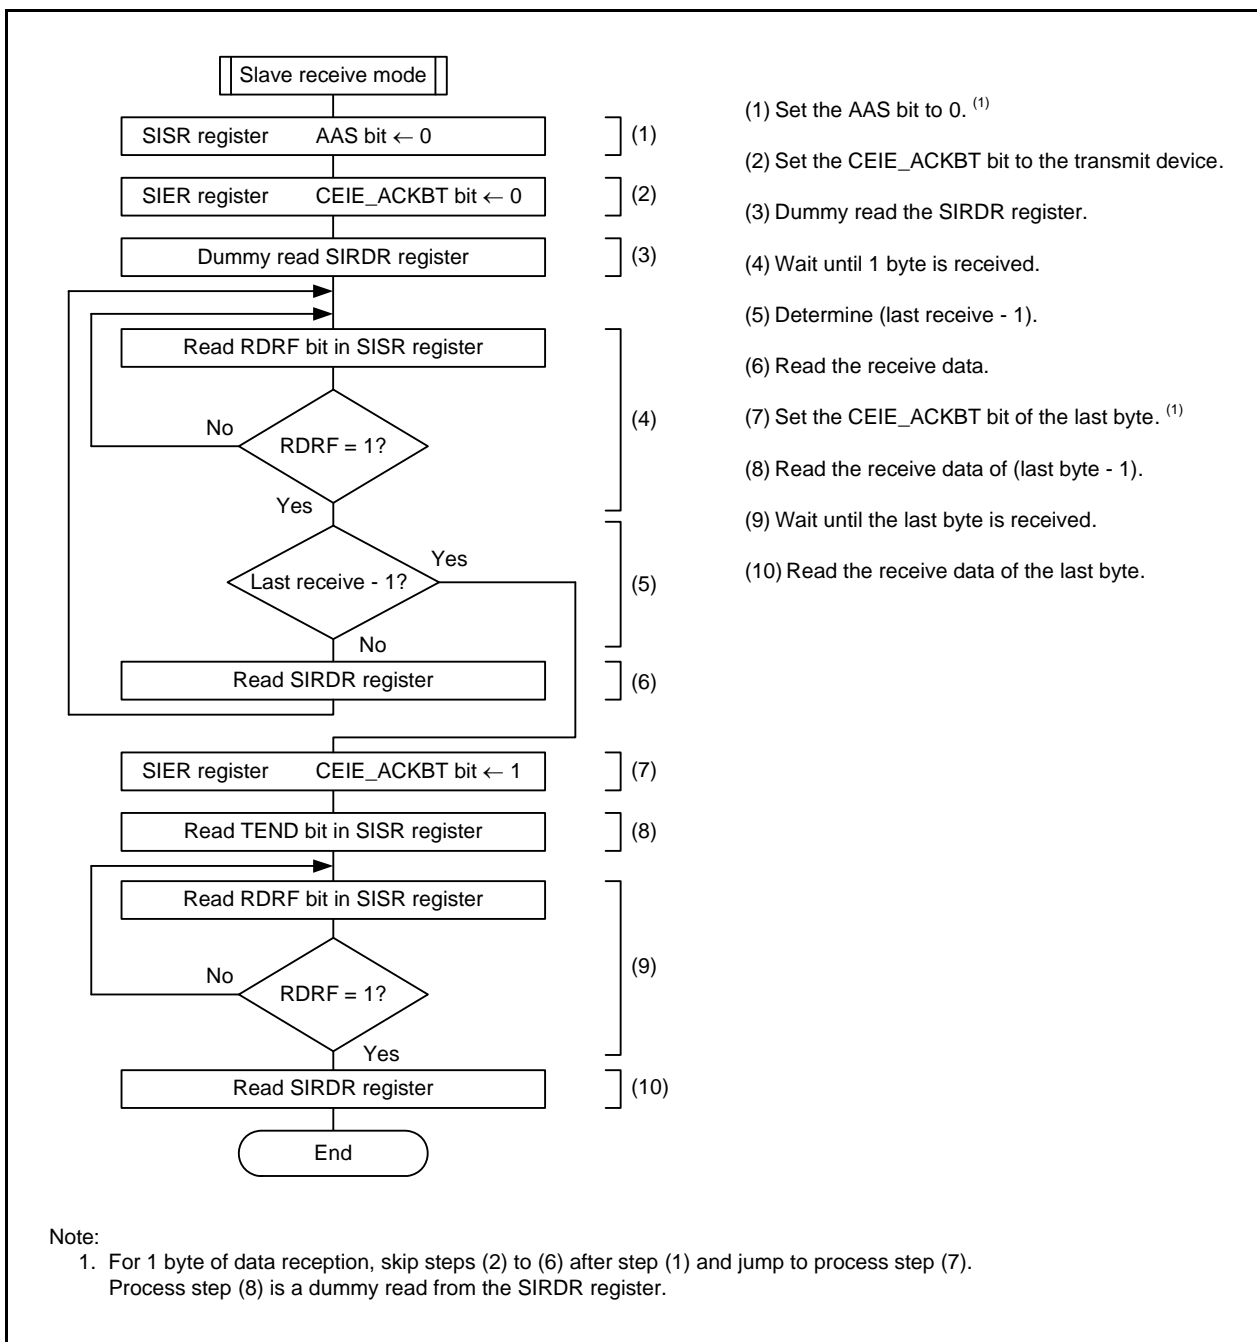 Slave receive mode
SISR register AAS bit ← 0
(1)
SIER register CEIE_ACKBT bit ← 0
(2)
Dummy read SIRDR register
(3)
Read RDRF bit in SISR register
No
RDRF = 1?
(4)
Yes
Yes
Last receive - 1?
(5)
No
Read SIRDR register
(6)
SIER register CEIE_ACKBT bit ← 1
(7)
Read TEND bit in SISR register
(8)
Read RDRF bit in SISR register
No
RDRF = 1?
(9)
Yes
Read SIRDR register
(10)
End
(1) Set the AAS bit to 0. (1)
(2) Set the CEIE_ACKBT bit to the transmit device.
(3) Dummy read the SIRDR register.
(4) Wait until 1 byte is received.
(5) Determine (last receive - 1).
(6) Read the receive data.
(7) Set the CEIE_ACKBT bit of the last byte. (1)
(8) Read the receive data of (last byte - 1).
(9) Wait until the last byte is received.
(10) Read the receive data of the last byte.
Note:
1. For 1 byte of data reception, skip steps (2) to (6) after step (1) and jump to process step (7).
Process step (8) is a dummy read from the SIRDR register.